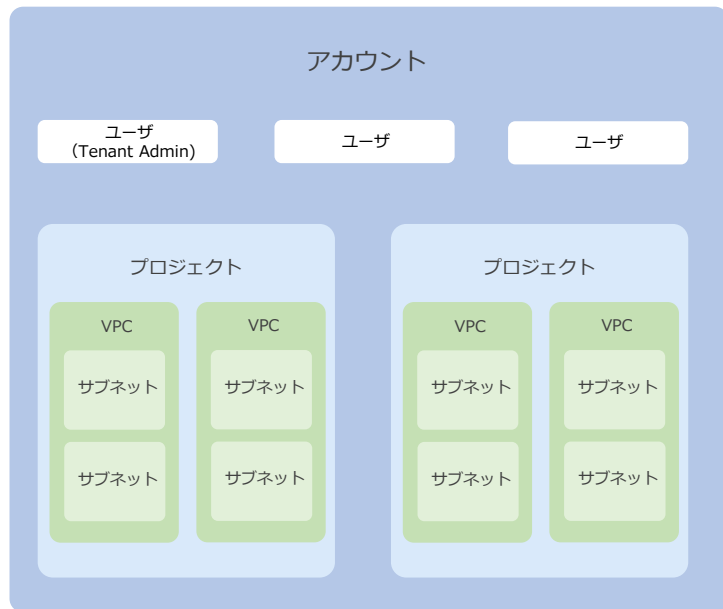 アカウント
ユーザ
(Tenant Admin)
ユーザ
ユーザ
プロジェクト
VPC
サブネット
サブネット
VPC
サブネット
サブネット
プロジェクト
VPC
サブネット
サブネット
VPC
サブネット
サブネット